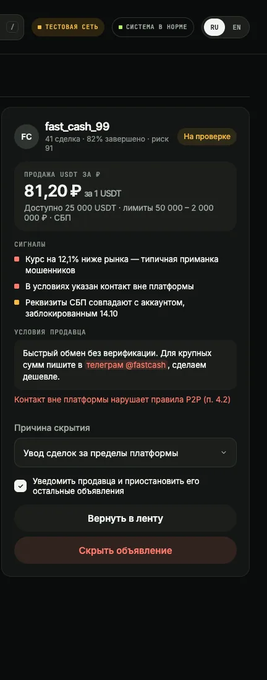 / ТЕСТОВАЯ СЕТЬ СИСТЕМА В НОРМЕ RU EN
FC
fast_cash_99
41 сделка · 82% завершено · риск
91
На проверке
ПРОДАЖА USDT ЗА ₽
81,20 ₽ за 1 USDT
Доступно 25 000 USDT · лимиты 50 000 – 2 000
000 ₽ · СБП
СИГНАЛЫ
Курс на 12,1% ниже рынка — типичная приманка
мошенников
В условиях указан контакт вне платформы
Реквизиты СБП совпадают с аккаунтом,
заблокированным 14.10
УСЛОВИЯ ПРОДАВЦА
Быстрый обмен без верификации. Для крупных
сумм пишите в телеграм @fastcash, сделаем
дешевле.
Контакт вне платформы нарушает правила P2P (п. 4.2)
Причина скрытия
Увод сделок за пределы платформы
Уведомить продавца и приостановить его
остальные объявления
Вернуть в ленту
Скрыть объявление